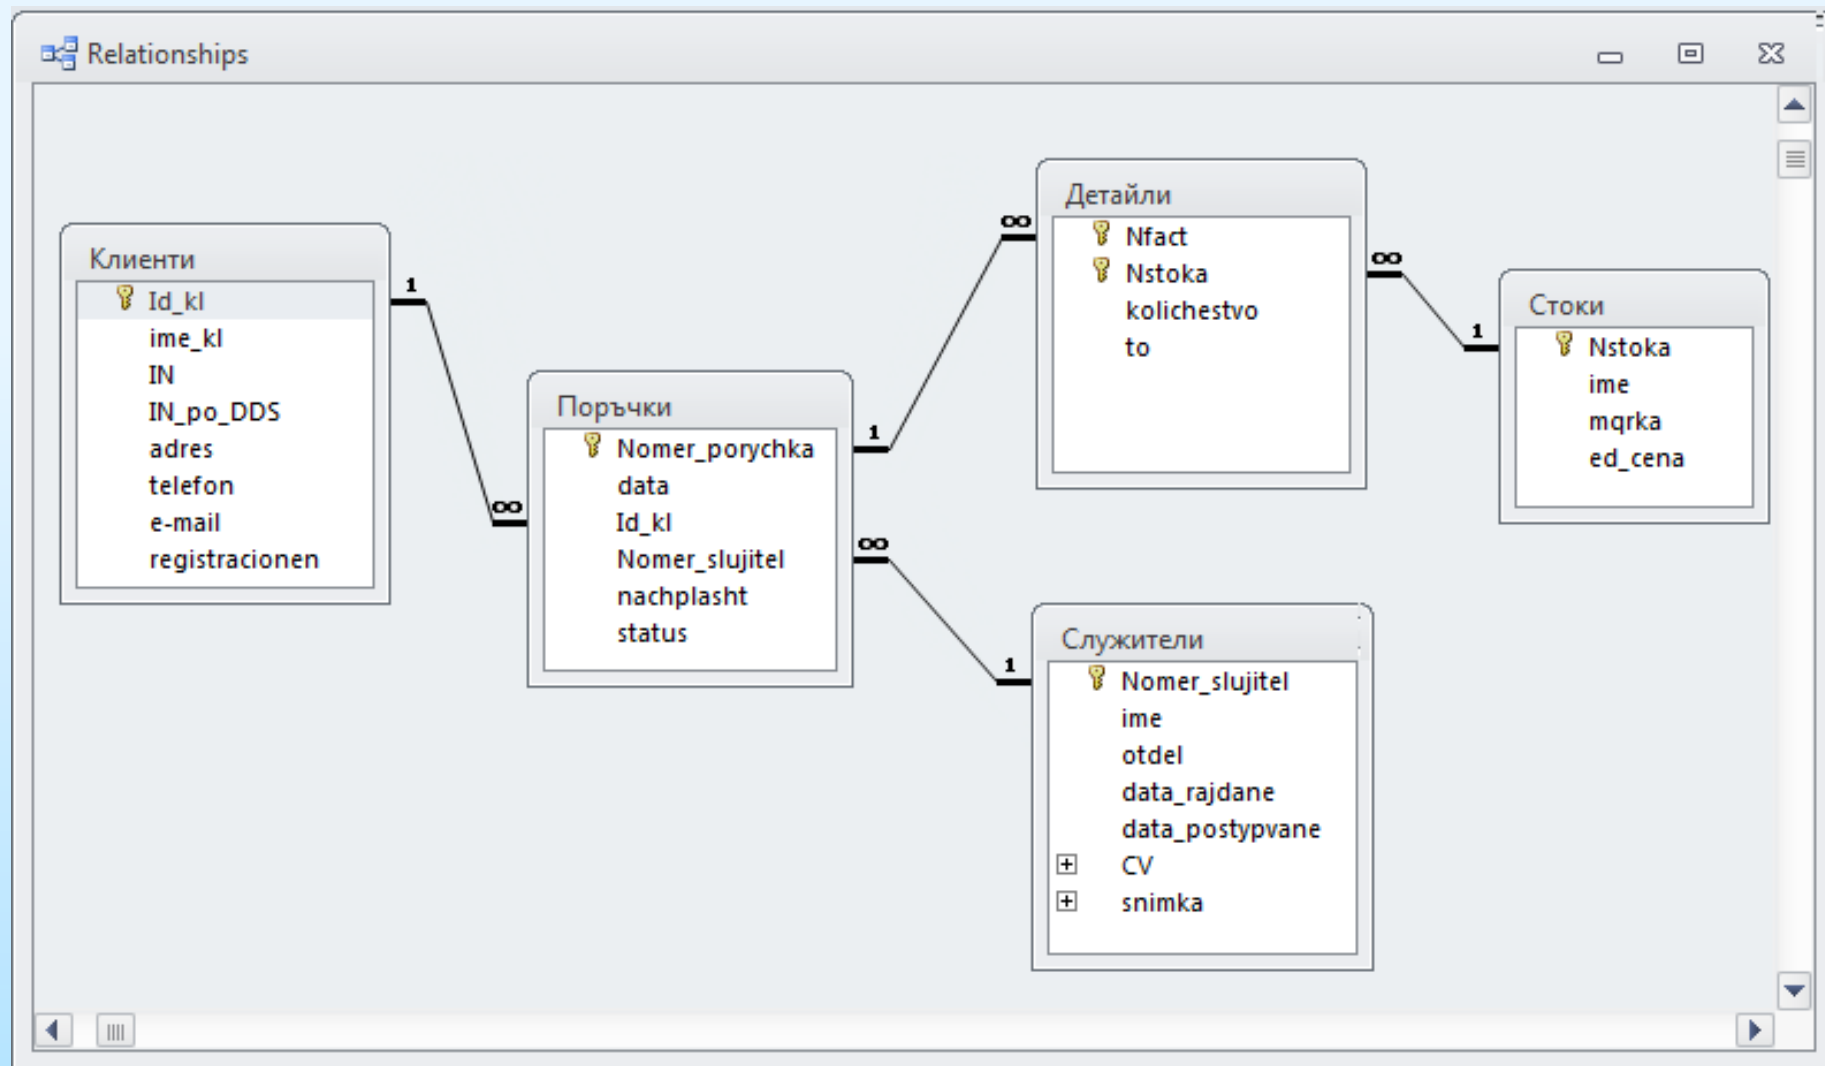 Relationships
Клиенти
Id_kl
ime_kl
IN
IN_po_DDS
adres
telefon
e-mail
registracionen
1
∞
Поръчки
Nomer_porychka
data
Id_kl
Nomer_slujitel
nachplasht
status
1
∞
∞
1
Детайли
Nfact
Nstoka
kolichestvo
to
∞
1
Стоки
Nstoka
ime
mqrka
ed_cena
Служители
Nomer_slujitel
ime
otdel
data_rajdane
data_postypvane
CV
snimka